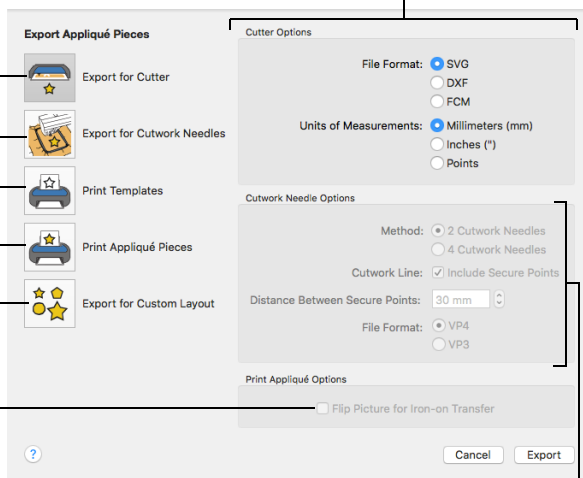 Export Appliqué Pieces
Export for Cutter
Export for Cutwork Needles
Print Templates
Print Appliqué Pieces
Export for Custom Layout
Cutter Options
File Format: SVG
DXF
FCM
Units of Measurements: Millimeters (mm)
Inches (")
Points
Cutwork Needle Options
Method: 2 Cutwork Needles
4 Cutwork Needles
Cutwork Line: Include Secure Points
Distance Between Secure Points: 30 mm
File Format: VP4
VP3
Print Appliqué Options
Flip Picture for Iron-on Transfer
? Cancel Export